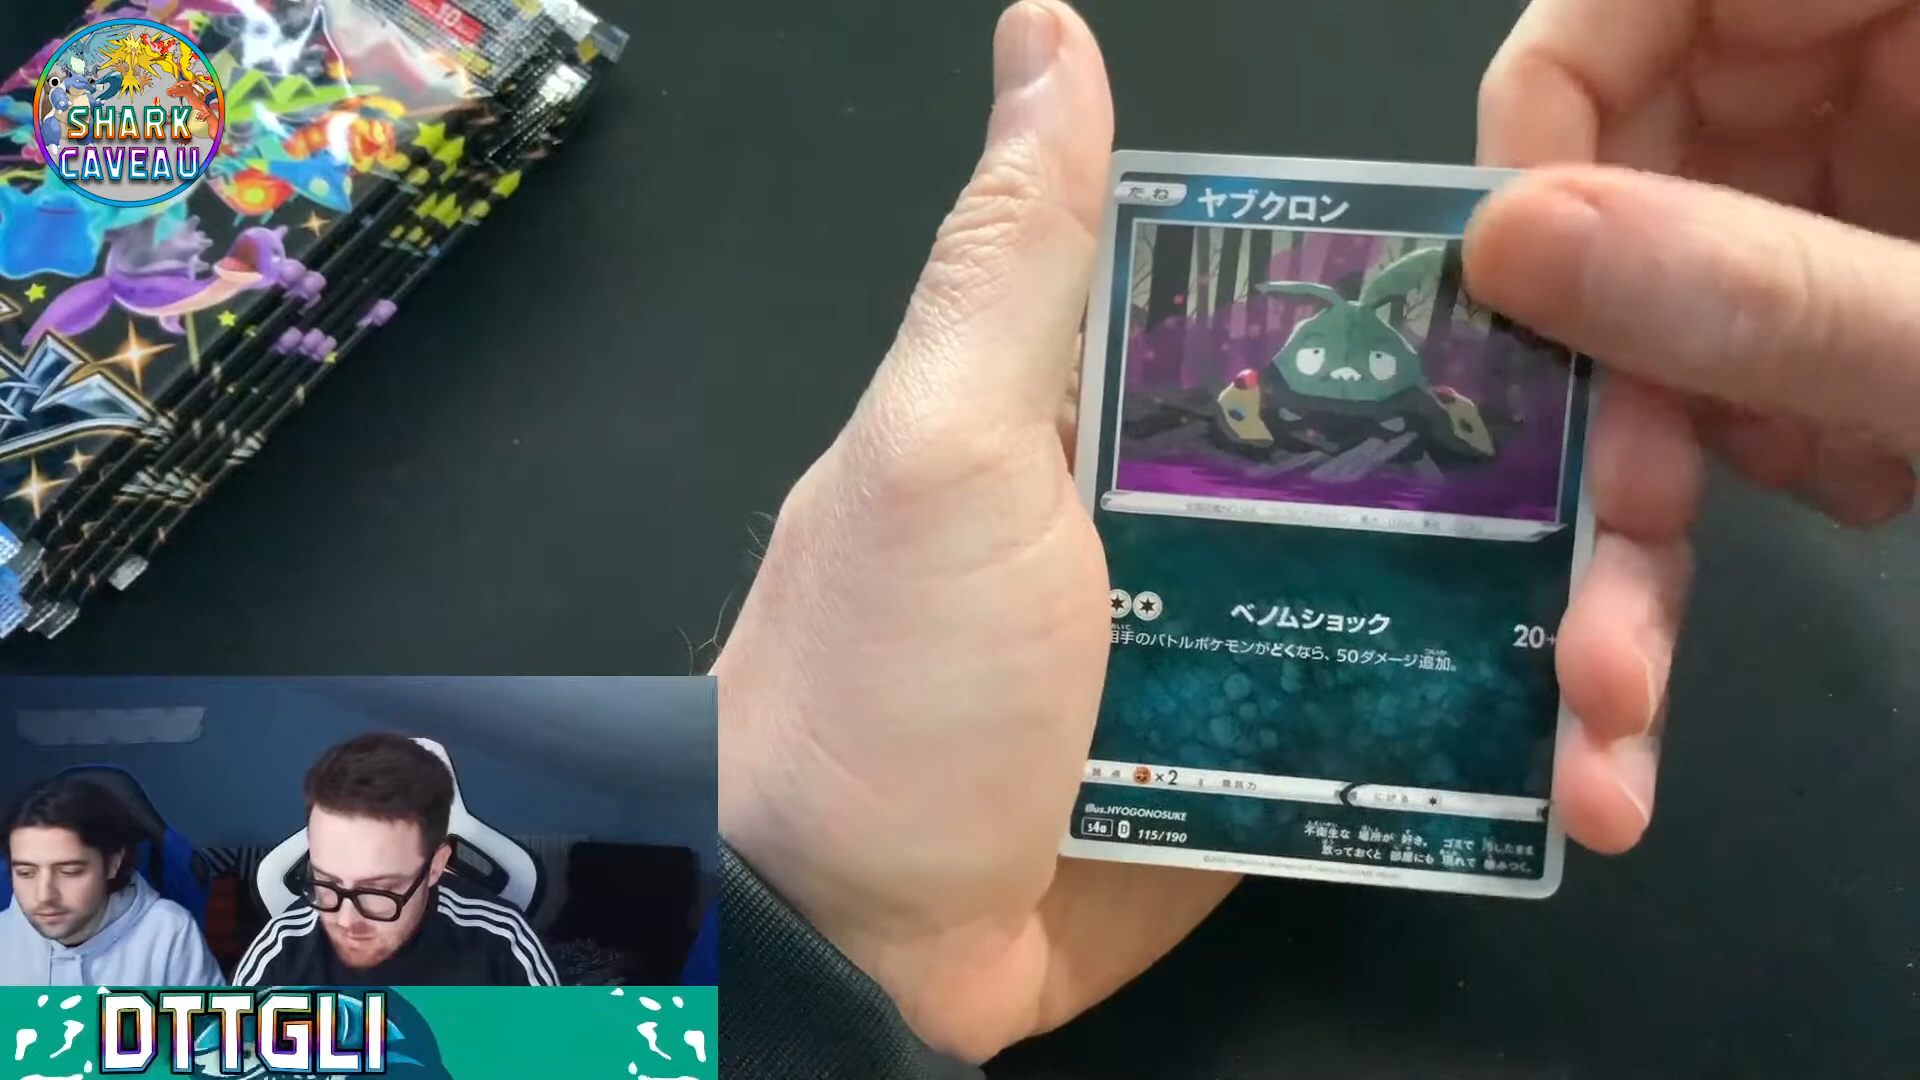 SHARK
CAVEAU
10
たね ヤブクロン
ベノムショック 20+
相手のバトルポケモンがどくなら、50ダメージ追加。
弱点 ×2 抵抗力 にげる
illus.HYOGONOSUKE
s4a D 115/190
不衛生な 場所が 好き。 ゴミで 汚したまま
放っておくと 部屋にも 現れて 棲みつく。
DTTGLI